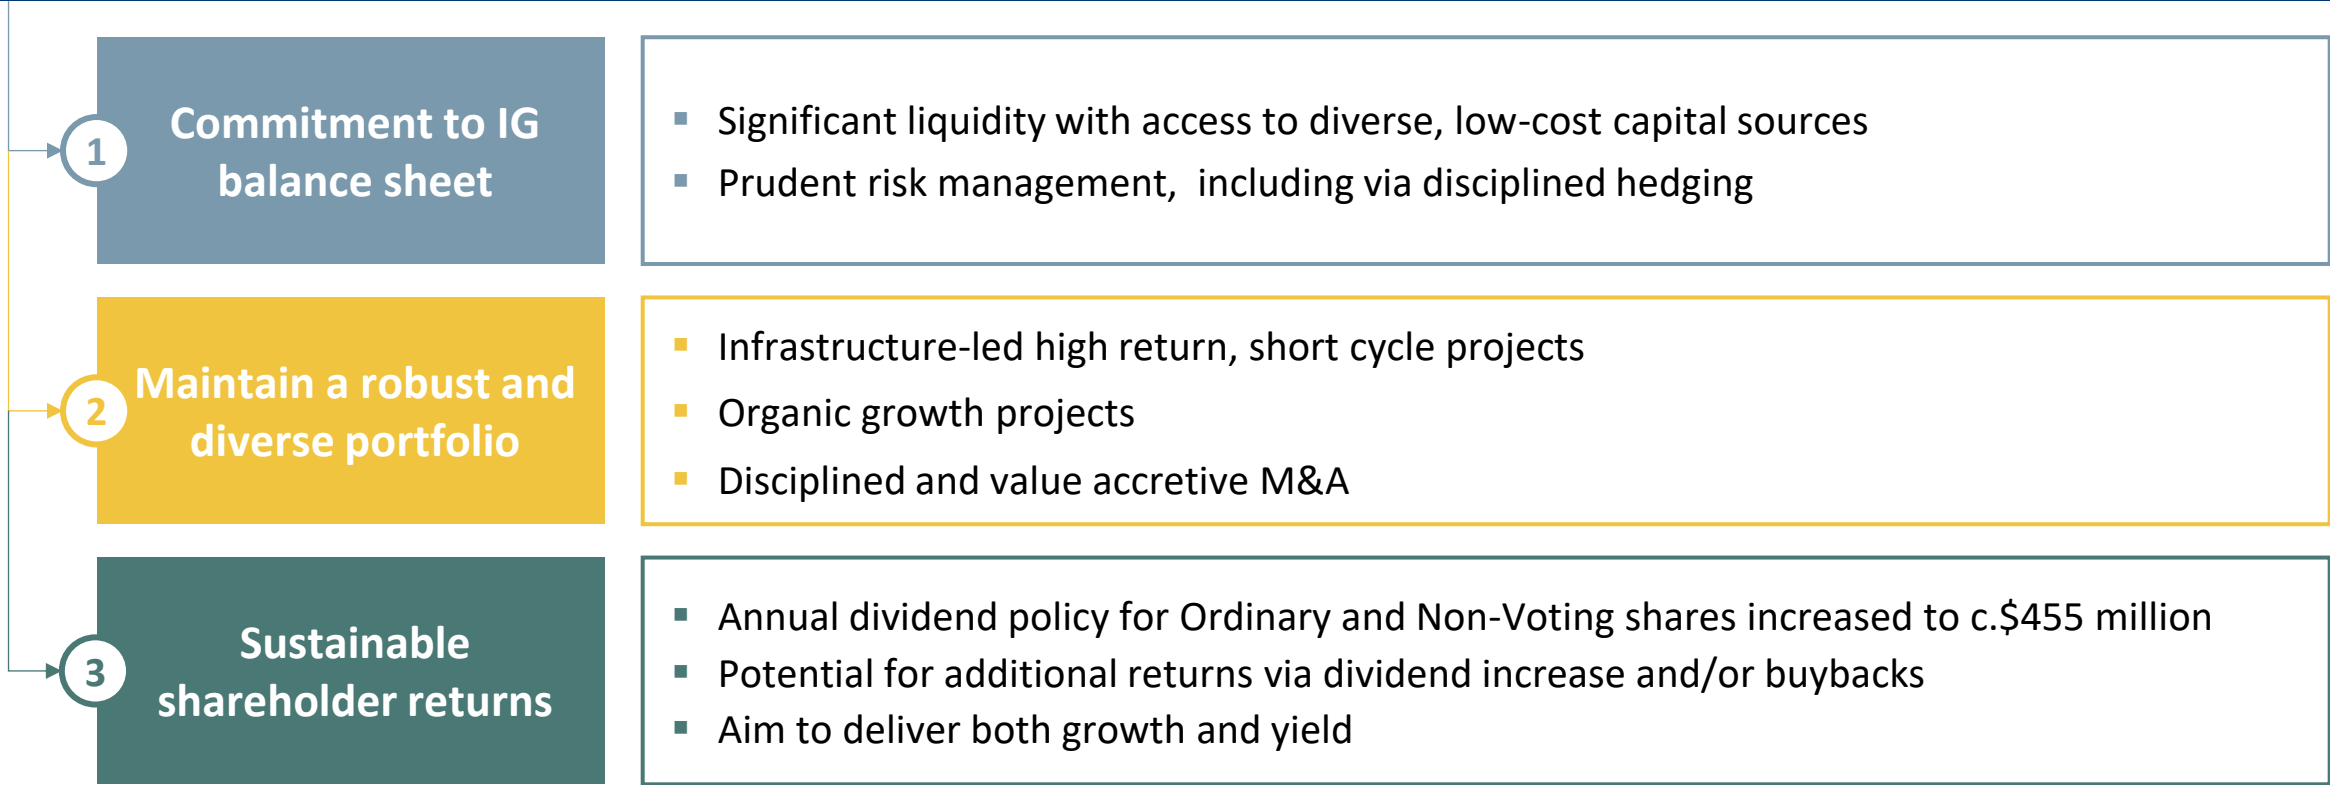 1
Commitment to IG
balance sheet
▪ Significant liquidity with access to diverse, low-cost capital sources
▪ Prudent risk management,  including via disciplined hedging
2
Maintain a robust and
diverse portfolio
▪ Infrastructure-led high return, short cycle projects
▪ Organic growth projects
▪ Disciplined and value accretive M&A
3
Sustainable
shareholder returns
▪ Annual dividend policy for Ordinary and Non-Voting shares increased to c.$455 million
▪ Potential for additional returns via dividend increase and/or buybacks
▪ Aim to deliver both growth and yield